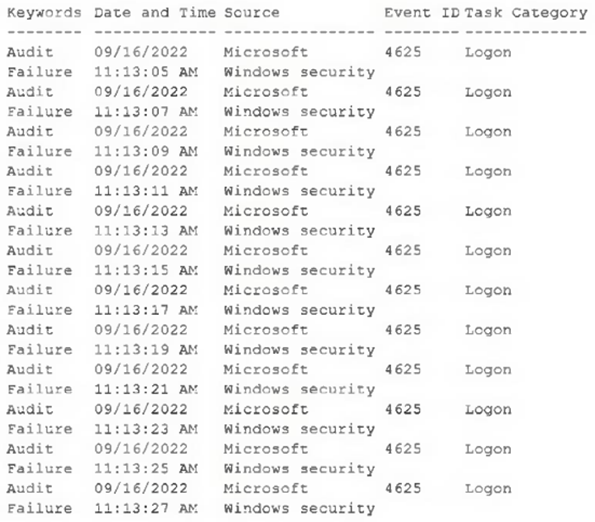 Keywords Date and Time Source Event ID Task Category
-------- ------------- ---------------- -------- -------------
Audit 09/16/2022 Microsoft 4625 Logon
Failure 11:13:05 AM Windows security
Audit 09/16/2022 Microsoft 4625 Logon
Failure 11:13:07 AM Windows security
Audit 09/16/2022 Microsoft 4625 Logon
Failure 11:13:09 AM Windows security
Audit 09/16/2022 Microsoft 4625 Logon
Failure 11:13:11 AM Windows security
Audit 09/16/2022 Microsoft 4625 Logon
Failure 11:13:13 AM Windows security
Audit 09/16/2022 Microsoft 4625 Logon
Failure 11:13:15 AM Windows security
Audit 09/16/2022 Microsoft 4625 Logon
Failure 11:13:17 AM Windows security
Audit 09/16/2022 Microsoft 4625 Logon
Failure 11:13:19 AM Windows security
Audit 09/16/2022 Microsoft 4625 Logon
Failure 11:13:21 AM Windows security
Audit 09/16/2022 Microsoft 4625 Logon
Failure 11:13:23 AM Windows security
Audit 09/16/2022 Microsoft 4625 Logon
Failure 11:13:25 AM Windows security
Audit 09/16/2022 Microsoft 4625 Logon
Failure 11:13:27 AM Windows security